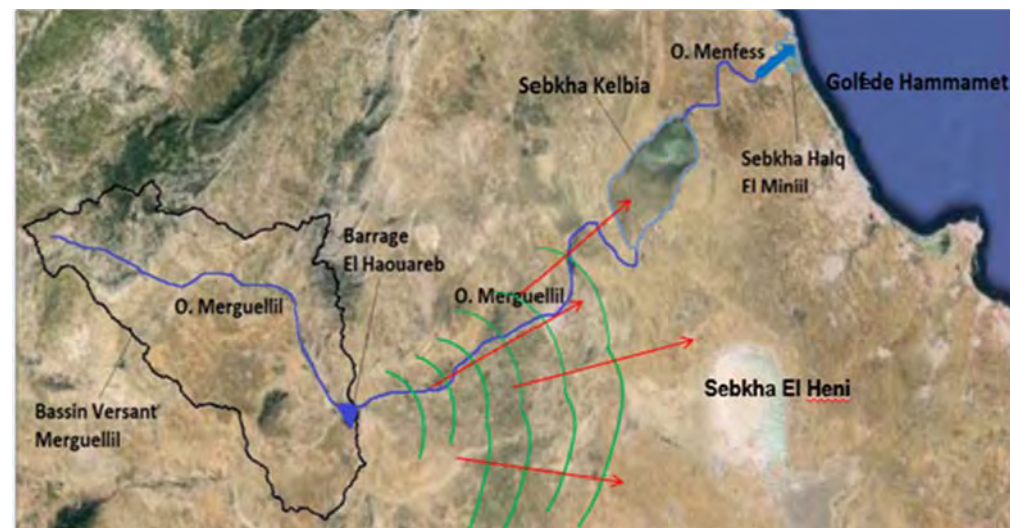 O. Menfess
Sebkha Kelbia
Golfe de Hammamet
Sebkha Halq
El Miniil
Barrage
El Haouareb
O. Merguellil
O. Merguellil
Bassin Versant
Merguellil
Sebkha El Heni